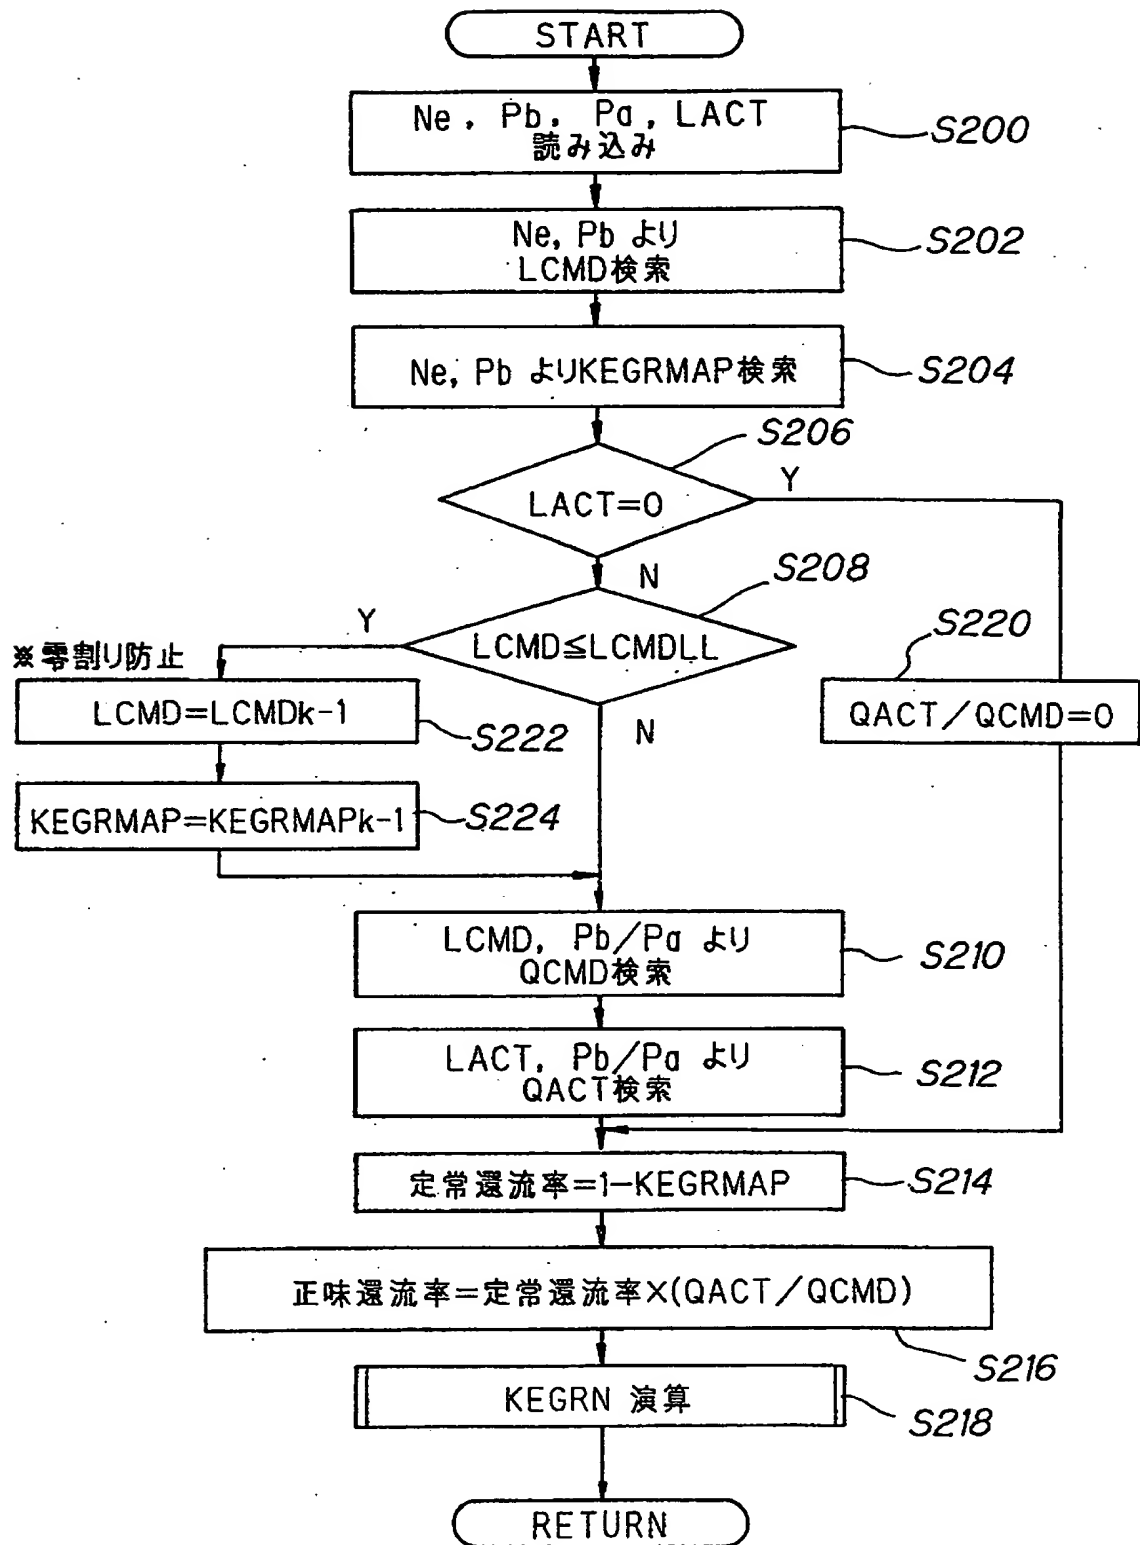 START
Ne, Pb, Pa, LACT
読み込み
S200
Ne, Pb より
LCMD検索
S202
Ne, Pb よりKEGRMAP検索
S204
S206
LACT=0
Y
N
S208
LCMD≦LCMDLL
Y
N
※零割り防止
LCMD=LCMDk-1
S222
KEGRMAP=KEGRMAPk-1
S224
S220
QACT/QCMD=0
LCMD, Pb/Pa より
QCMD検索
S210
LACT, Pb/Pa より
QACT検索
S212
定常還流率=1-KEGRMAP
S214
正味還流率=定常還流率×(QACT/QCMD)
S216
KEGRN 演算
S218
RETURN